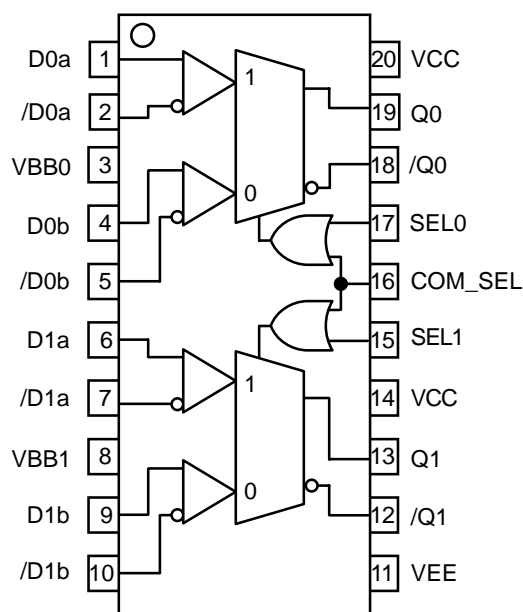 D0a 1
/D0a 2
VBB0 3
D0b 4
/D0b 5
D1a 6
/D1a 7
VBB1 8
D1b 9
/D1b 10
1
0
1
0
20 VCC
19 Q0
18 /Q0
17 SEL0
16 COM_SEL
15 SEL1
14 VCC
13 Q1
12 /Q1
11 VEE